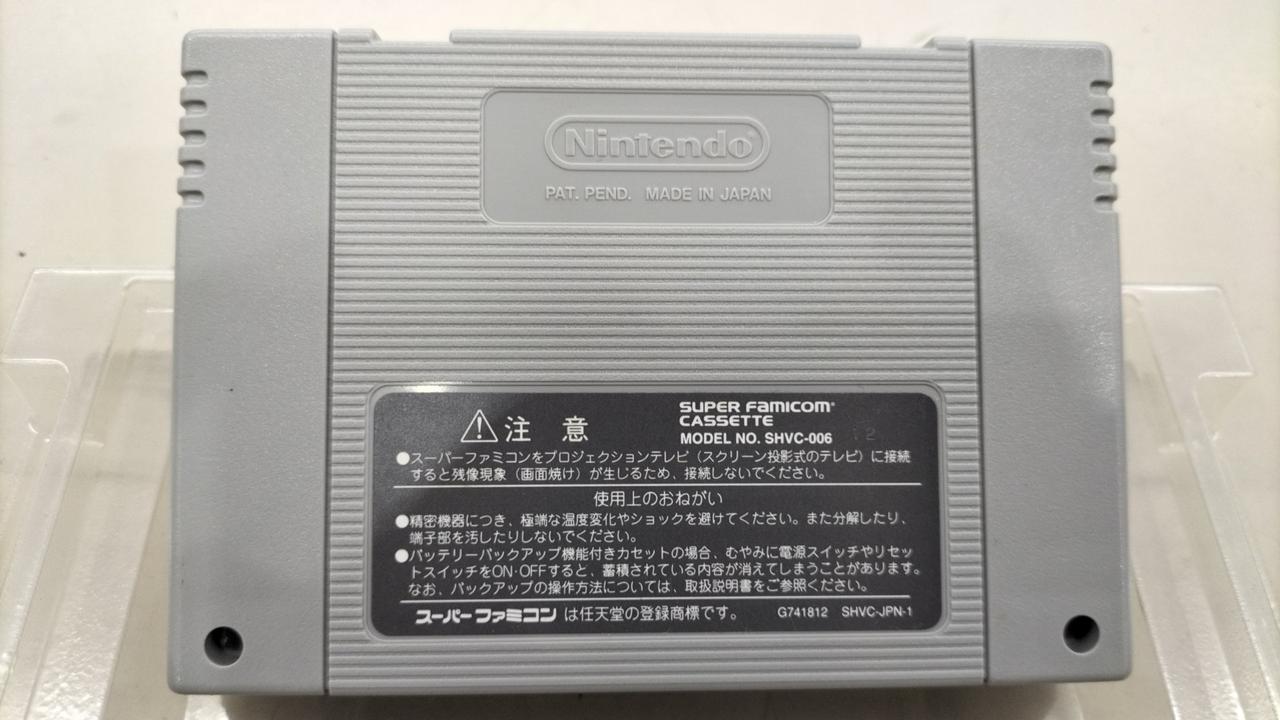 Nintendo®
PAT. PEND. MADE IN JAPAN
⚠注 意
SUPER FAMICOM®
CASSETTE
MODEL NO. SHVC-006
12
●スーパーファミコンをプロジェクションテレビ（スクリーン投影式のテレビ）に接続
すると残像現象（画面焼け）が生じるため、接続しないでください。
使用上のおねがい
●精密機器につき、極端な温度変化やショックを避けてください。また分解したり、
端子部を汚したりしないでください。
●バッテリーバックアップ機能付きカセットの場合、むやみに電源スイッチやリセッ
トスイッチをON・OFFすると、蓄積されている内容が消えてしまうことがあります。
なお、バックアップの操作方法については、取扱説明書をご参照ください。
スーパーファミコン は任天堂の登録商標です。 G741812 SHVC-JPN-1